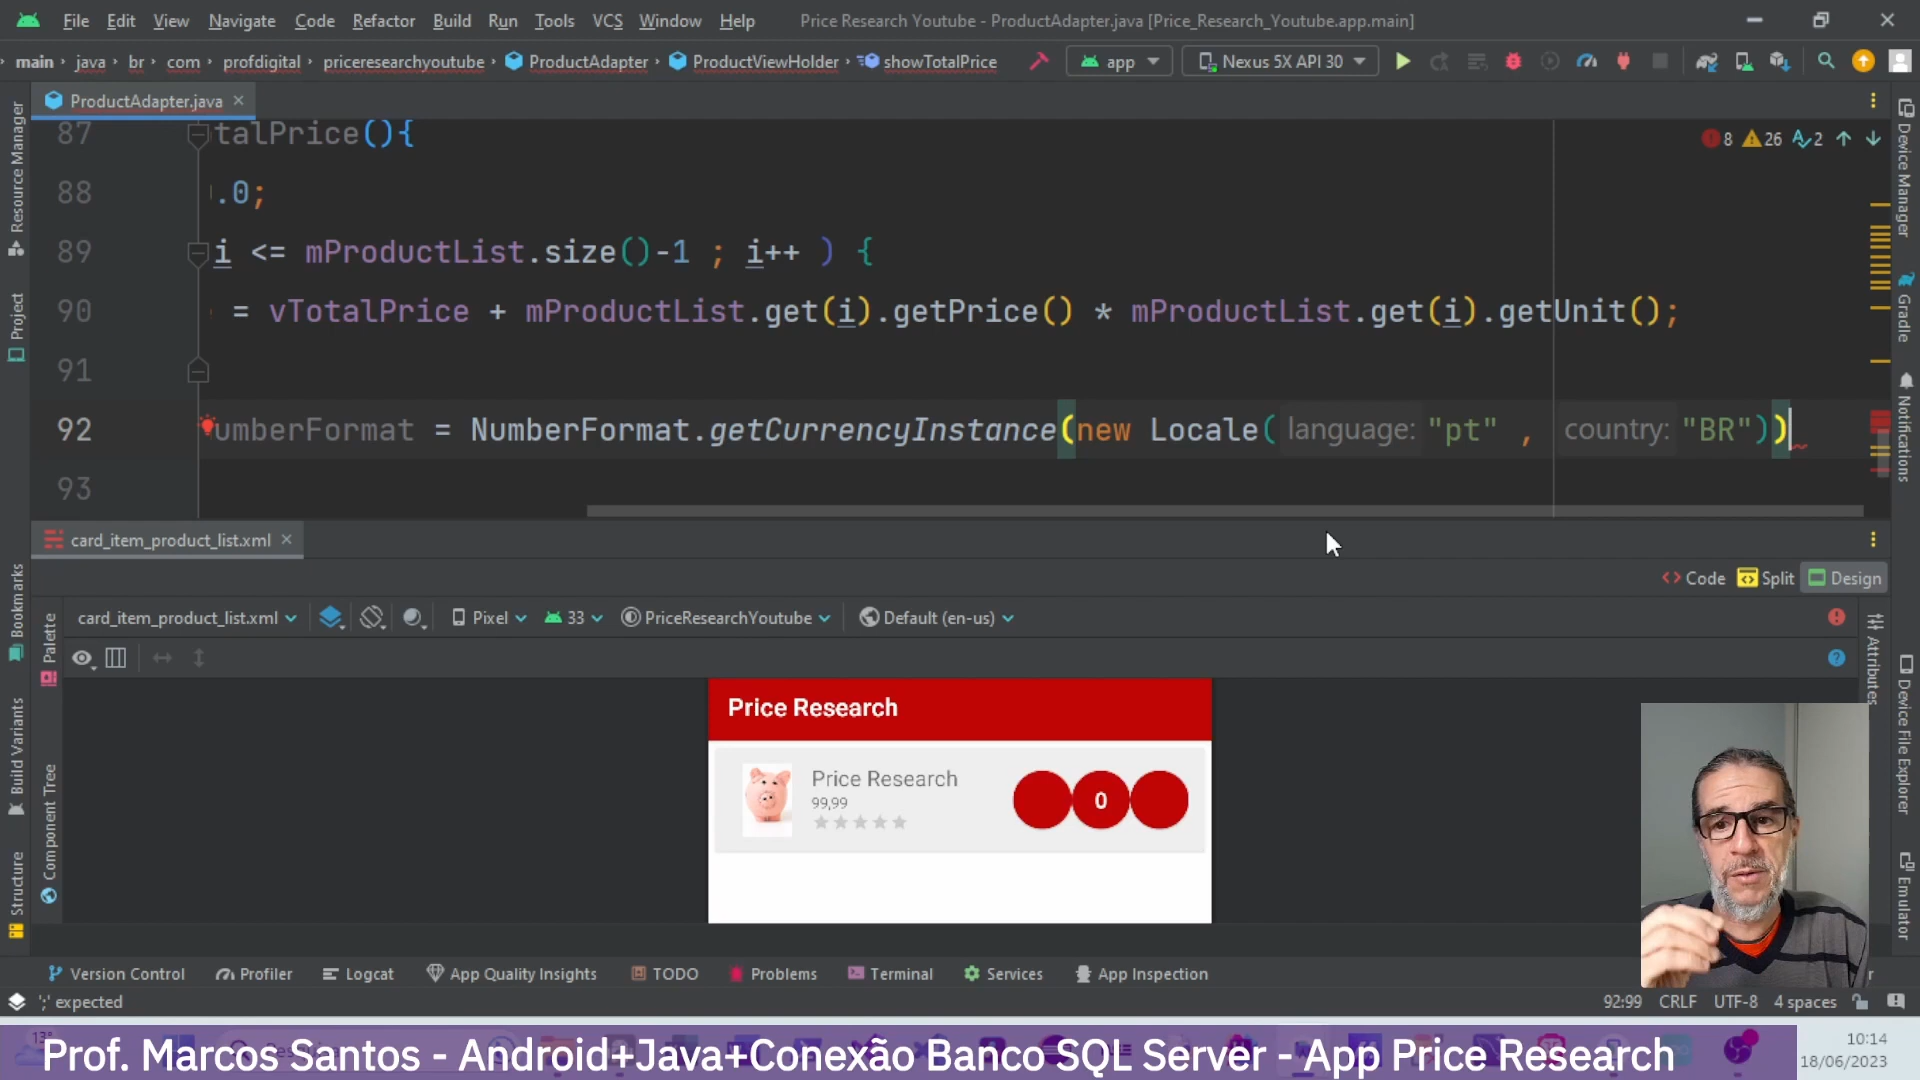 File Edit View Navigate Code Refactor Build Run Tools VCS Window Help Price Research Youtube - ProductAdapter.java [Price_Research_Youtube.app.main]
main java br com profdigital priceresearchyoutube ProductAdapter ProductViewHolder showTotalPrice app Nexus 5X API 30
ProductAdapter.java
87 talPrice(){
8 26 2
88 .0;
89 i <= mProductList.size()-1 ; i++ ) {
90 = vTotalPrice + mProductList.get(i).getPrice() * mProductList.get(i).getUnit();
91
92 umberFormat = NumberFormat.getCurrencyInstance(new Locale( language: "pt" , country: "BR"))
93
Resource Manager
Project
Bookmarks
Build Variants
Structure
Device Manager
Gradle
Notifications
Device File Explorer
Emulator
card_item_product_list.xml
Code Split Design
card_item_product_list.xml Pixel 33 PriceResearchYoutube Default (en-us)
Palette
Component Tree
Attributes
Price Research
Price Research
99,99
0
Version Control Profiler Logcat App Quality Insights TODO Problems Terminal Services App Inspection
';' expected 92:99 CRLF UTF-8 4 spaces
Prof. Marcos Santos - Android+Java+Conexão Banco SQL Server - App Price Research
10:14
18/06/2023